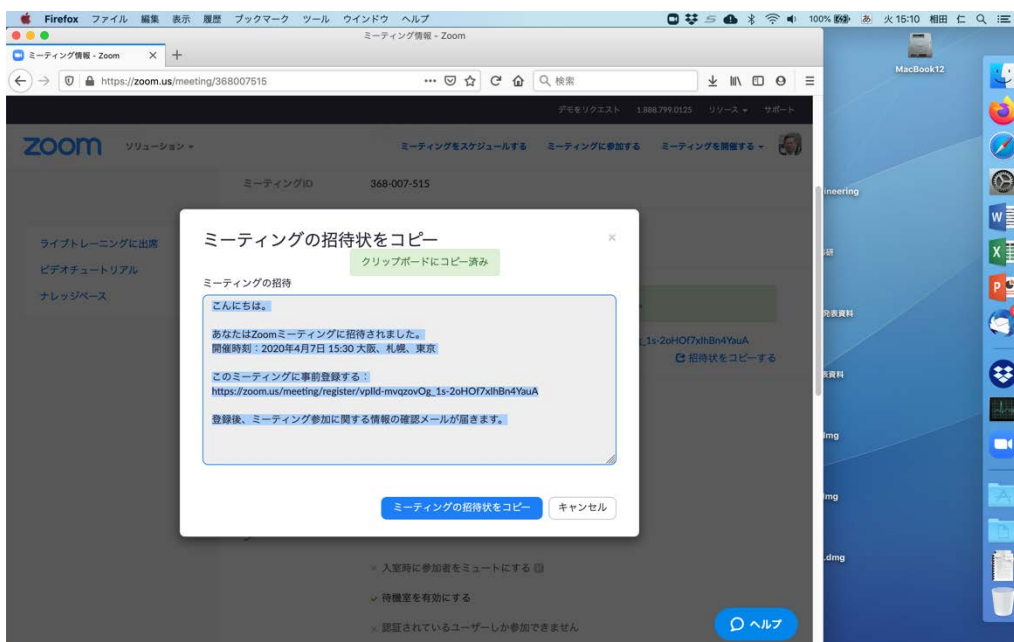 Firefox ファイル 編集 表示 履歴 ブックマーク ツール ウインドウ ヘルプ 100% あ 火 15:10 相田 仁
ミーティング情報 - Zoom
ミーティング情報 - Zoom
https://zoom.us/meeting/368007515 検索
MacBook12
デモをリクエスト 1.888.799.0125 リソース サポート
zoom ソリューション ミーティングをスケジュールする ミーティングに参加する ミーティングを開催する
ミーティングID 368-007-515
ineering
ライブトレーニングに出席
ビデオチュートリアル
ナレッジベース
ミーティングの招待状をコピー ×
クリップボードにコピー済み
ミーティングの招待
こんにちは。
あなたはZoomミーティングに招待されました。
開催時刻：2020年4月7日 15:30 大阪、札幌、東京
このミーティングに事前登録する：
https://zoom.us/meeting/register/vplld-mvqzovOg_1s-2oHOf7xlhBn4YauA
登録後、ミーティング参加に関する情報の確認メールが届きます。
ミーティングの招待状をコピー キャンセル
_1s-2oHOf7xlhBn4YauA
招待状をコピーする
発表資料
表資料
img
img
.dmg
入室時に参加者をミュートにする
待機室を有効にする
認証されているユーザーしか参加できません
ヘルプ